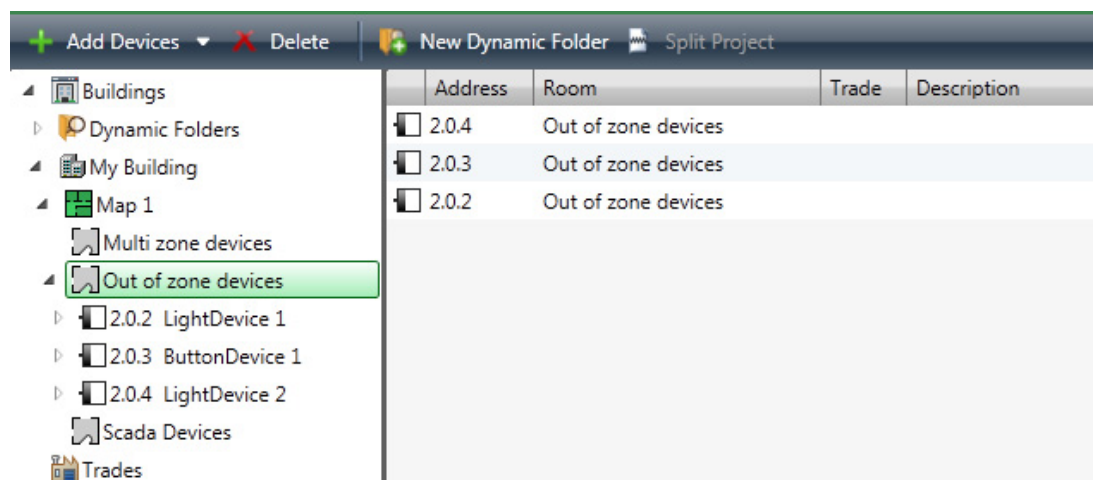 Add Devices Delete New Dynamic Folder Split Project
Buildings
Dynamic Folders
My Building
Map 1
Multi zone devices
Out of zone devices
2.0.2 LightDevice 1
2.0.3 ButtonDevice 1
2.0.4 LightDevice 2
Scada Devices
Trades
Address Room Trade Description
2.0.4 Out of zone devices
2.0.3 Out of zone devices
2.0.2 Out of zone devices